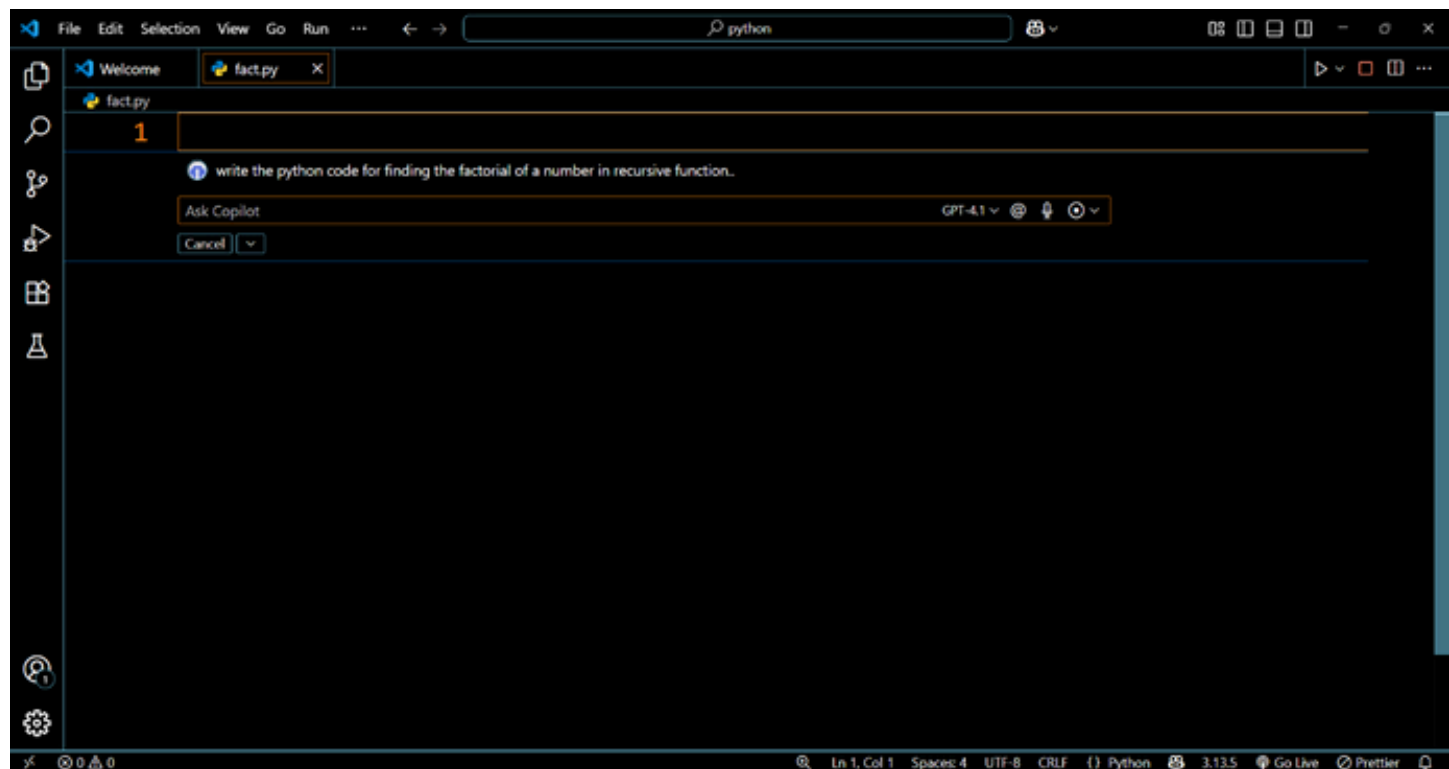 File Edit Selection View Go Run ··· python
Welcome fact.py
fact.py
1
write the python code for finding the factorial of a number in recursive function..
Ask Copilot GPT-4.1
Cancel
1
0 0 Ln 1, Col 1 Spaces: 4 UTF-8 CRLF {} Python 3.13.5 Go Live Prettier